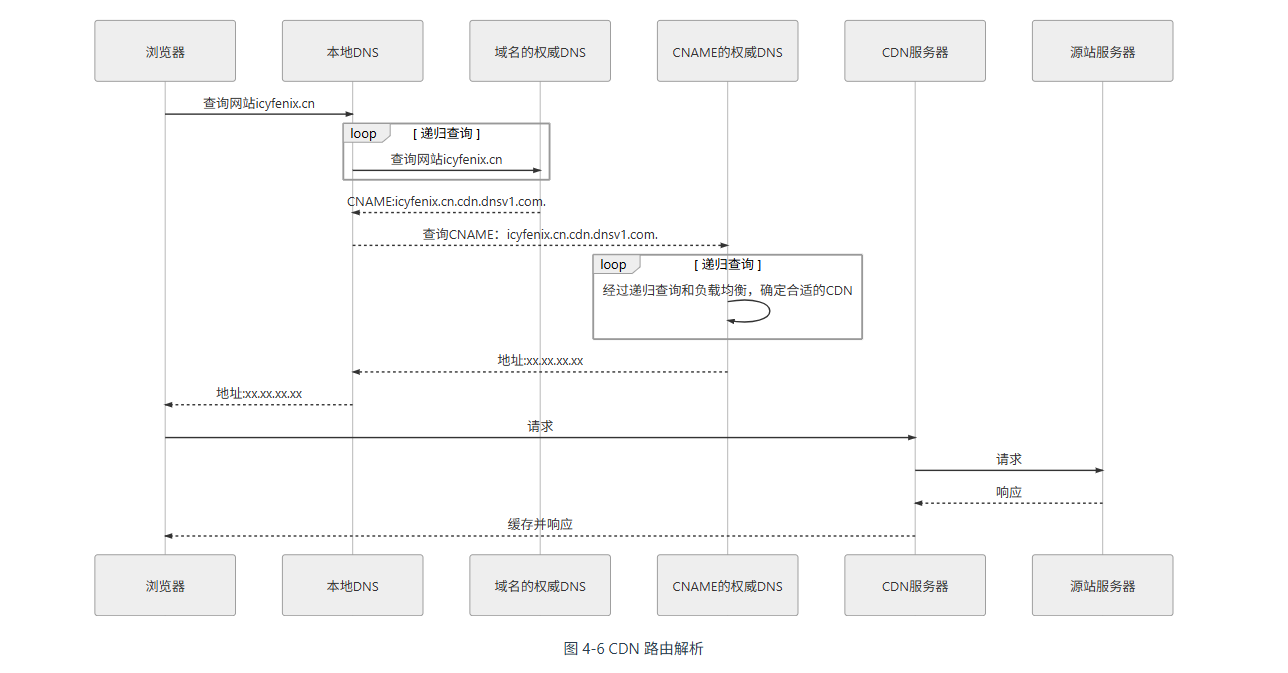 浏览器
本地DNS
域名的权威DNS
CNAME的权威DNS
CDN服务器
源站服务器
查询网站icyfenix.cn
loop
[ 递归查询 ]
查询网站icyfenix.cn
CNAME:icyfenix.cn.cdn.dnsv1.com.
查询CNAME：icyfenix.cn.cdn.dnsv1.com.
loop
[ 递归查询 ]
经过递归查询和负载均衡，确定合适的CDN
地址:xx.xx.xx.xx
地址:xx.xx.xx.xx
请求
请求
响应
缓存并响应
浏览器
本地DNS
域名的权威DNS
CNAME的权威DNS
CDN服务器
源站服务器
图 4-6 CDN 路由解析